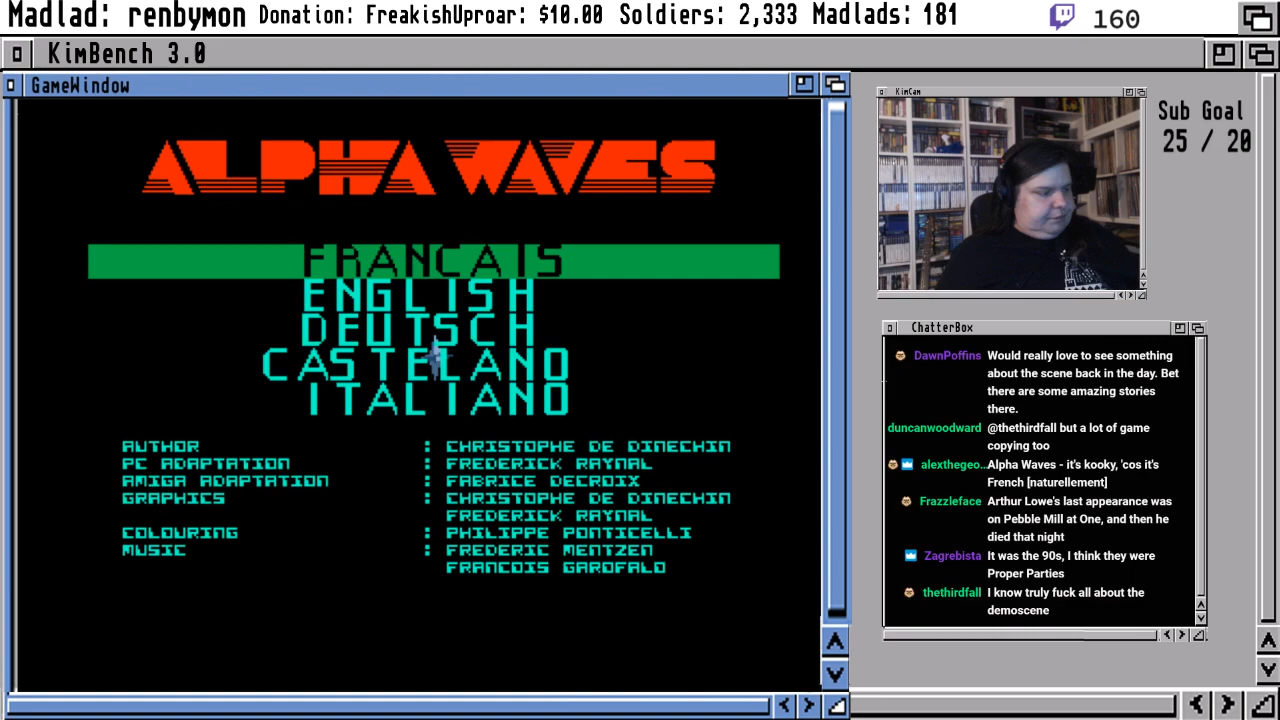 Madlad: renbymon Donation: FreakishUproar: $10.00 Soldiers: 2,333 Madlads: 181 160
KimBench 3.0
GameWindow
ALPHA WAVES
FRANCAIS
ENGLISH
DEUTSCH
CASTELANO
ITALIANO
AUTHOR : CHRISTOPHE DE DINECHIN
PC ADAPTATION : FREDERICK RAYNAL
AMIGA ADAPTATION : FABRICE DECROIX
GRAPHICS : CHRISTOPHE DE DINECHIN
FREDERICK RAYNAL
COLOURING : PHILIPPE PONTICELLI
MUSIC : FREDERIC MENTZEN
FRANCOIS GAROFALO
KimCam
Sub Goal
25 / 20
ChatterBox
DawnPoffins Would really love to see something
about the scene back in the day. Bet
there are some amazing stories
there.
duncanwoodward @thethirdfall but a lot of game
copying too
alexthegeo... Alpha Waves - it's kooky, 'cos it's
French [naturellement]
Frazzleface Arthur Lowe's last appearance was
on Pebble Mill at One, and then he
died that night
Zagrebista It was the 90s, I think they were
Proper Parties
thethirdfall I know truly fuck all about the
demoscene